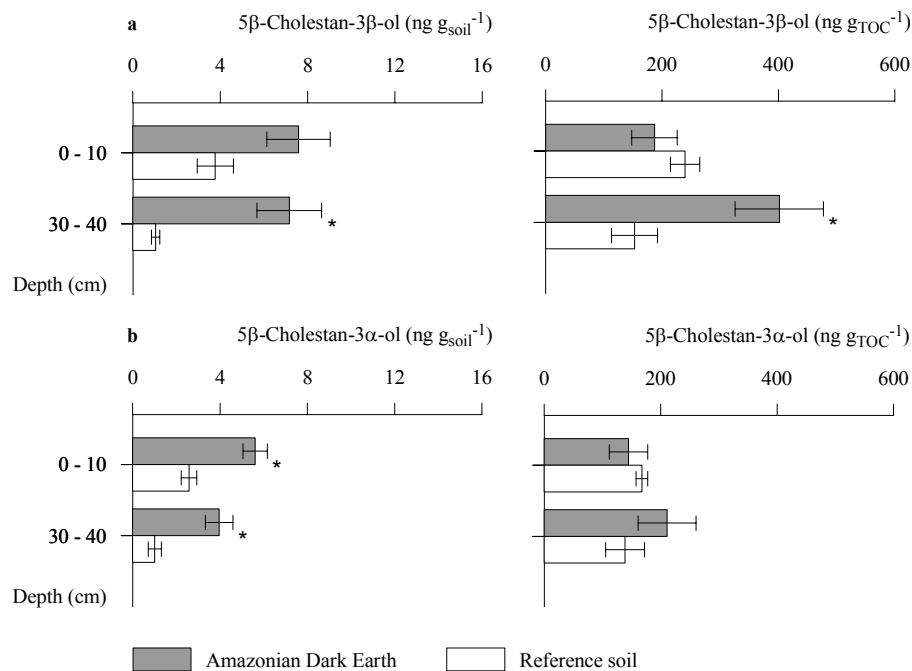 a 5β-Cholestan-3β-ol (ng g_soil^-1) 5β-Cholestan-3β-ol (ng g_TOC^-1)
0 4 8 12 16 0 200 400 600
0 - 10
30 - 40 * *
Depth (cm)
b 5β-Cholestan-3α-ol (ng g_soil^-1) 5β-Cholestan-3α-ol (ng g_TOC^-1)
0 4 8 12 16 0 200 400 600
0 - 10 *
30 - 40 *
Depth (cm)
Amazonian Dark Earth Reference soil